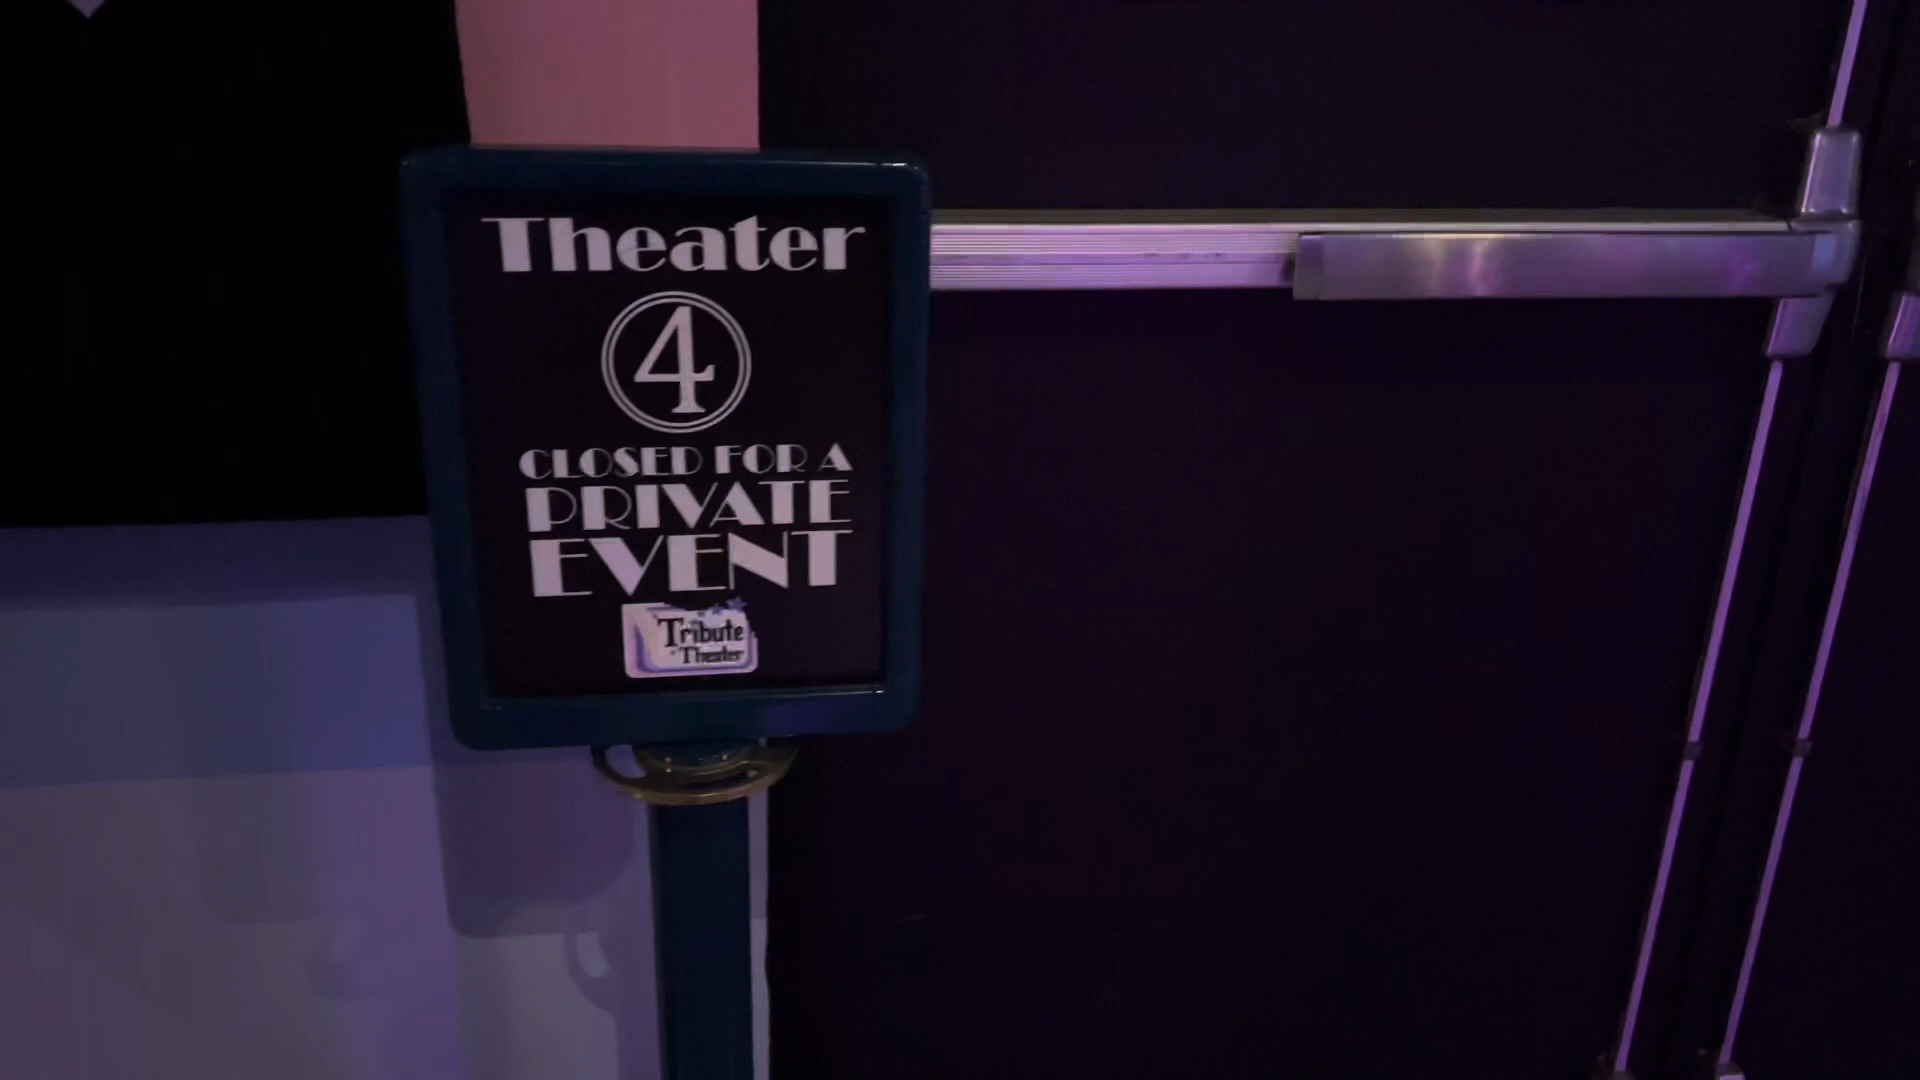 Theater
4
CLOSED FOR A
PRIVATE
EVENT
Tribute
Theater